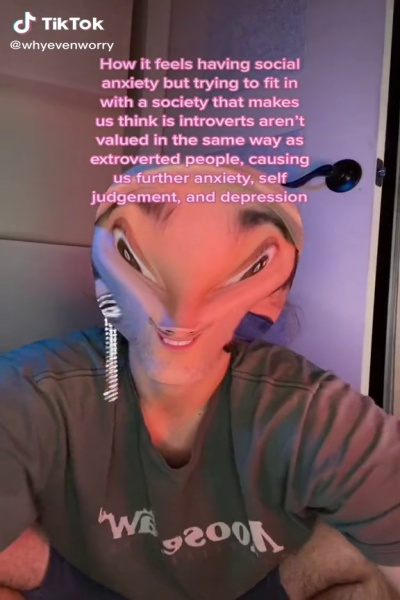 TikTok
@whyevenworry
How it feels having social
anxiety but trying to fit in
with a society that makes
us think is introverts aren't
valued in the same way as
extroverted people, causing
us further anxiety, self
judgement, and depression
Moose